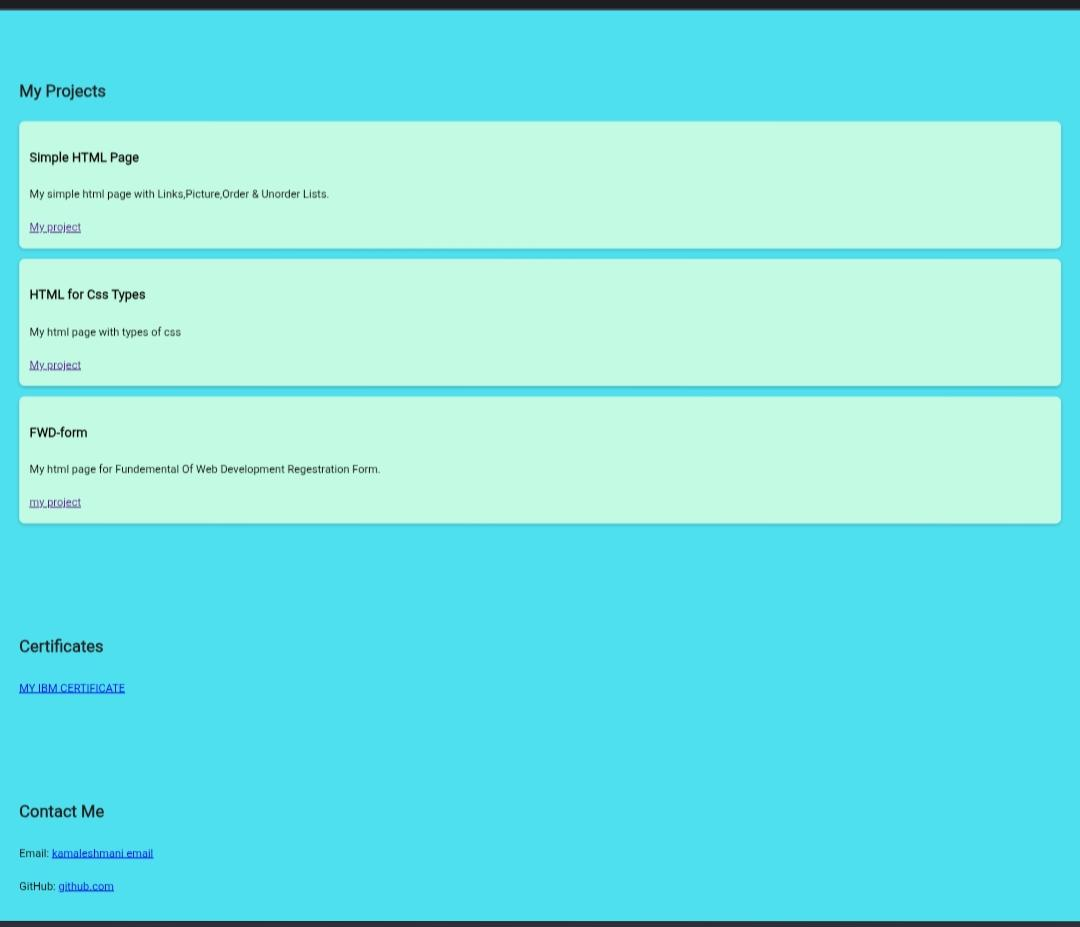 My Projects
Simple HTML Page
My simple html page with Links,Picture,Order & Unorder Lists.
My project
HTML for Css Types
My html page with types of css
My project
FWD-form
My html page for Fundemental Of Web Development Regestration Form.
my project
Certificates
MY IBM CERTIFICATE
Contact Me
Email: kamaleshmani email
GitHub: github.com